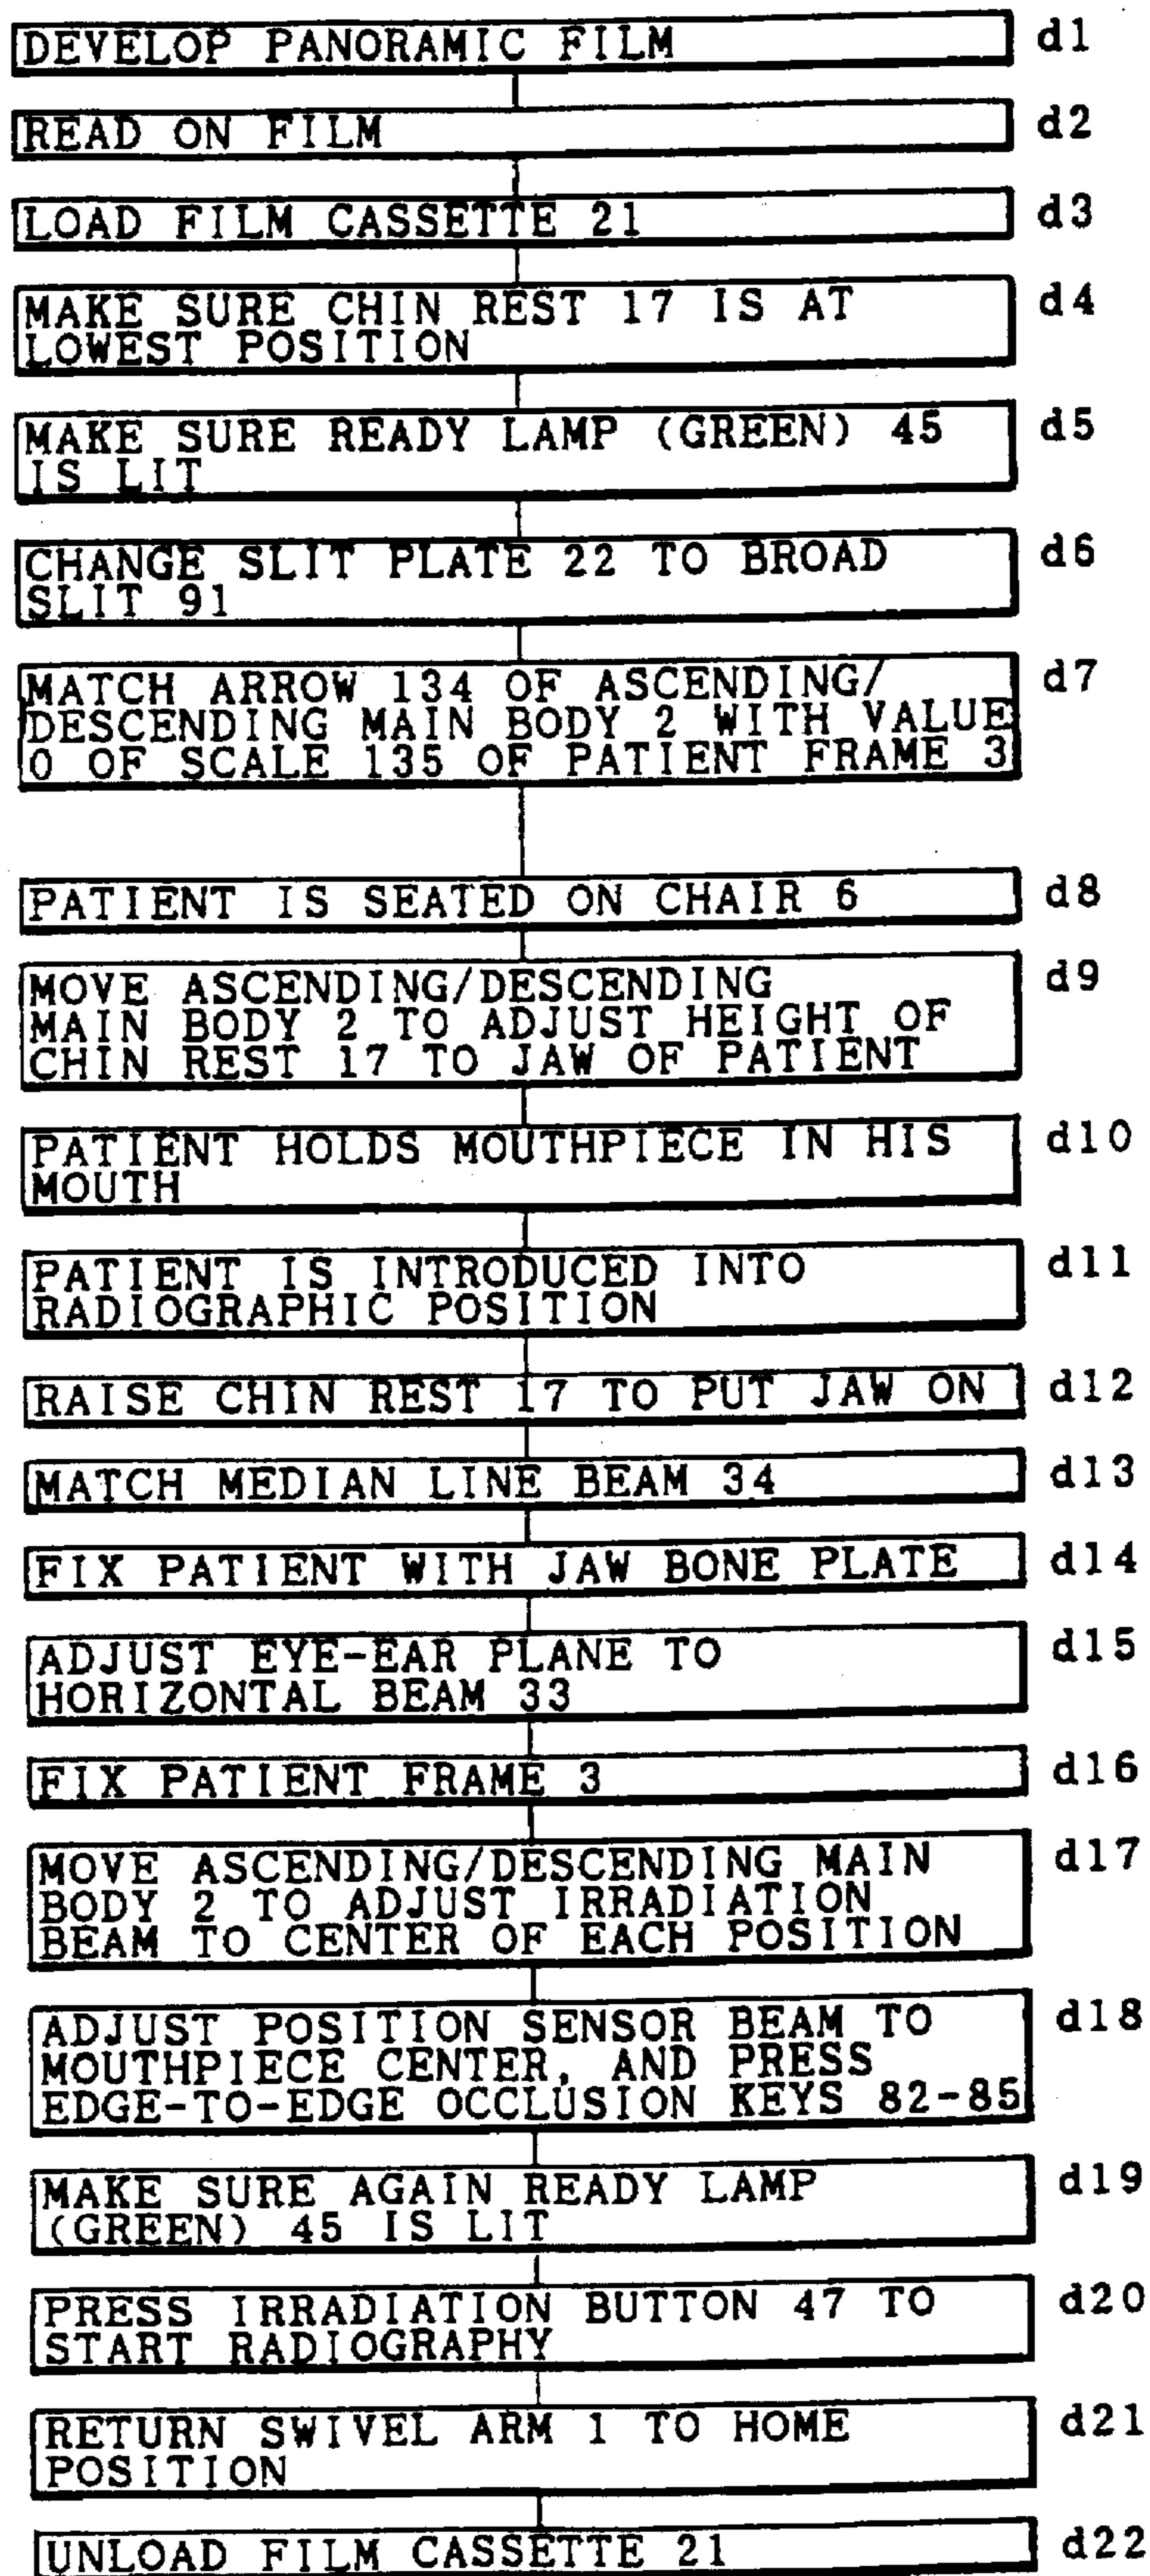 DEVELOP PANORAMIC FILM d1
READ ON FILM d2
LOAD FILM CASSETTE 21 d3
MAKE SURE CHIN REST 17 IS AT d4
LOWEST POSITION
MAKE SURE READY LAMP (GREEN) 45 d5
IS LIT
CHANGE SLIT PLATE 22 TO BROAD d6
SLIT 91
MATCH ARROW 134 OF ASCENDING/ d7
DESCENDING MAIN BODY 2 WITH VALUE
0 OF SCALE 135 OF PATIENT FRAME 3
PATIENT IS SEATED ON CHAIR 6 d8
MOVE ASCENDING/DESCENDING d9
MAIN BODY 2 TO ADJUST HEIGHT OF
CHIN REST 17 TO JAW OF PATIENT
PATIENT HOLDS MOUTHPIECE IN HIS d10
MOUTH
PATIENT IS INTRODUCED INTO d11
RADIOGRAPHIC POSITION
RAISE CHIN REST 17 TO PUT JAW ON d12
MATCH MEDIAN LINE BEAM 34 d13
FIX PATIENT WITH JAW BONE PLATE d14
ADJUST EYE-EAR PLANE TO d15
HORIZONTAL BEAM 33
FIX PATIENT FRAME 3 d16
MOVE ASCENDING/DESCENDING MAIN d17
BODY 2 TO ADJUST IRRADIATION
BEAM TO CENTER OF EACH POSITION
ADJUST POSITION SENSOR BEAM TO d18
MOUTHPIECE CENTER, AND PRESS
EDGE-TO-EDGE OCCLUSION KEYS 82-85
MAKE SURE AGAIN READY LAMP d19
(GREEN) 45 IS LIT
PRESS IRRADIATION BUTTON 47 TO d20
START RADIOGRAPHY
RETURN SWIVEL ARM 1 TO HOME d21
POSITION
UNLOAD FILM CASSETTE 21 d22